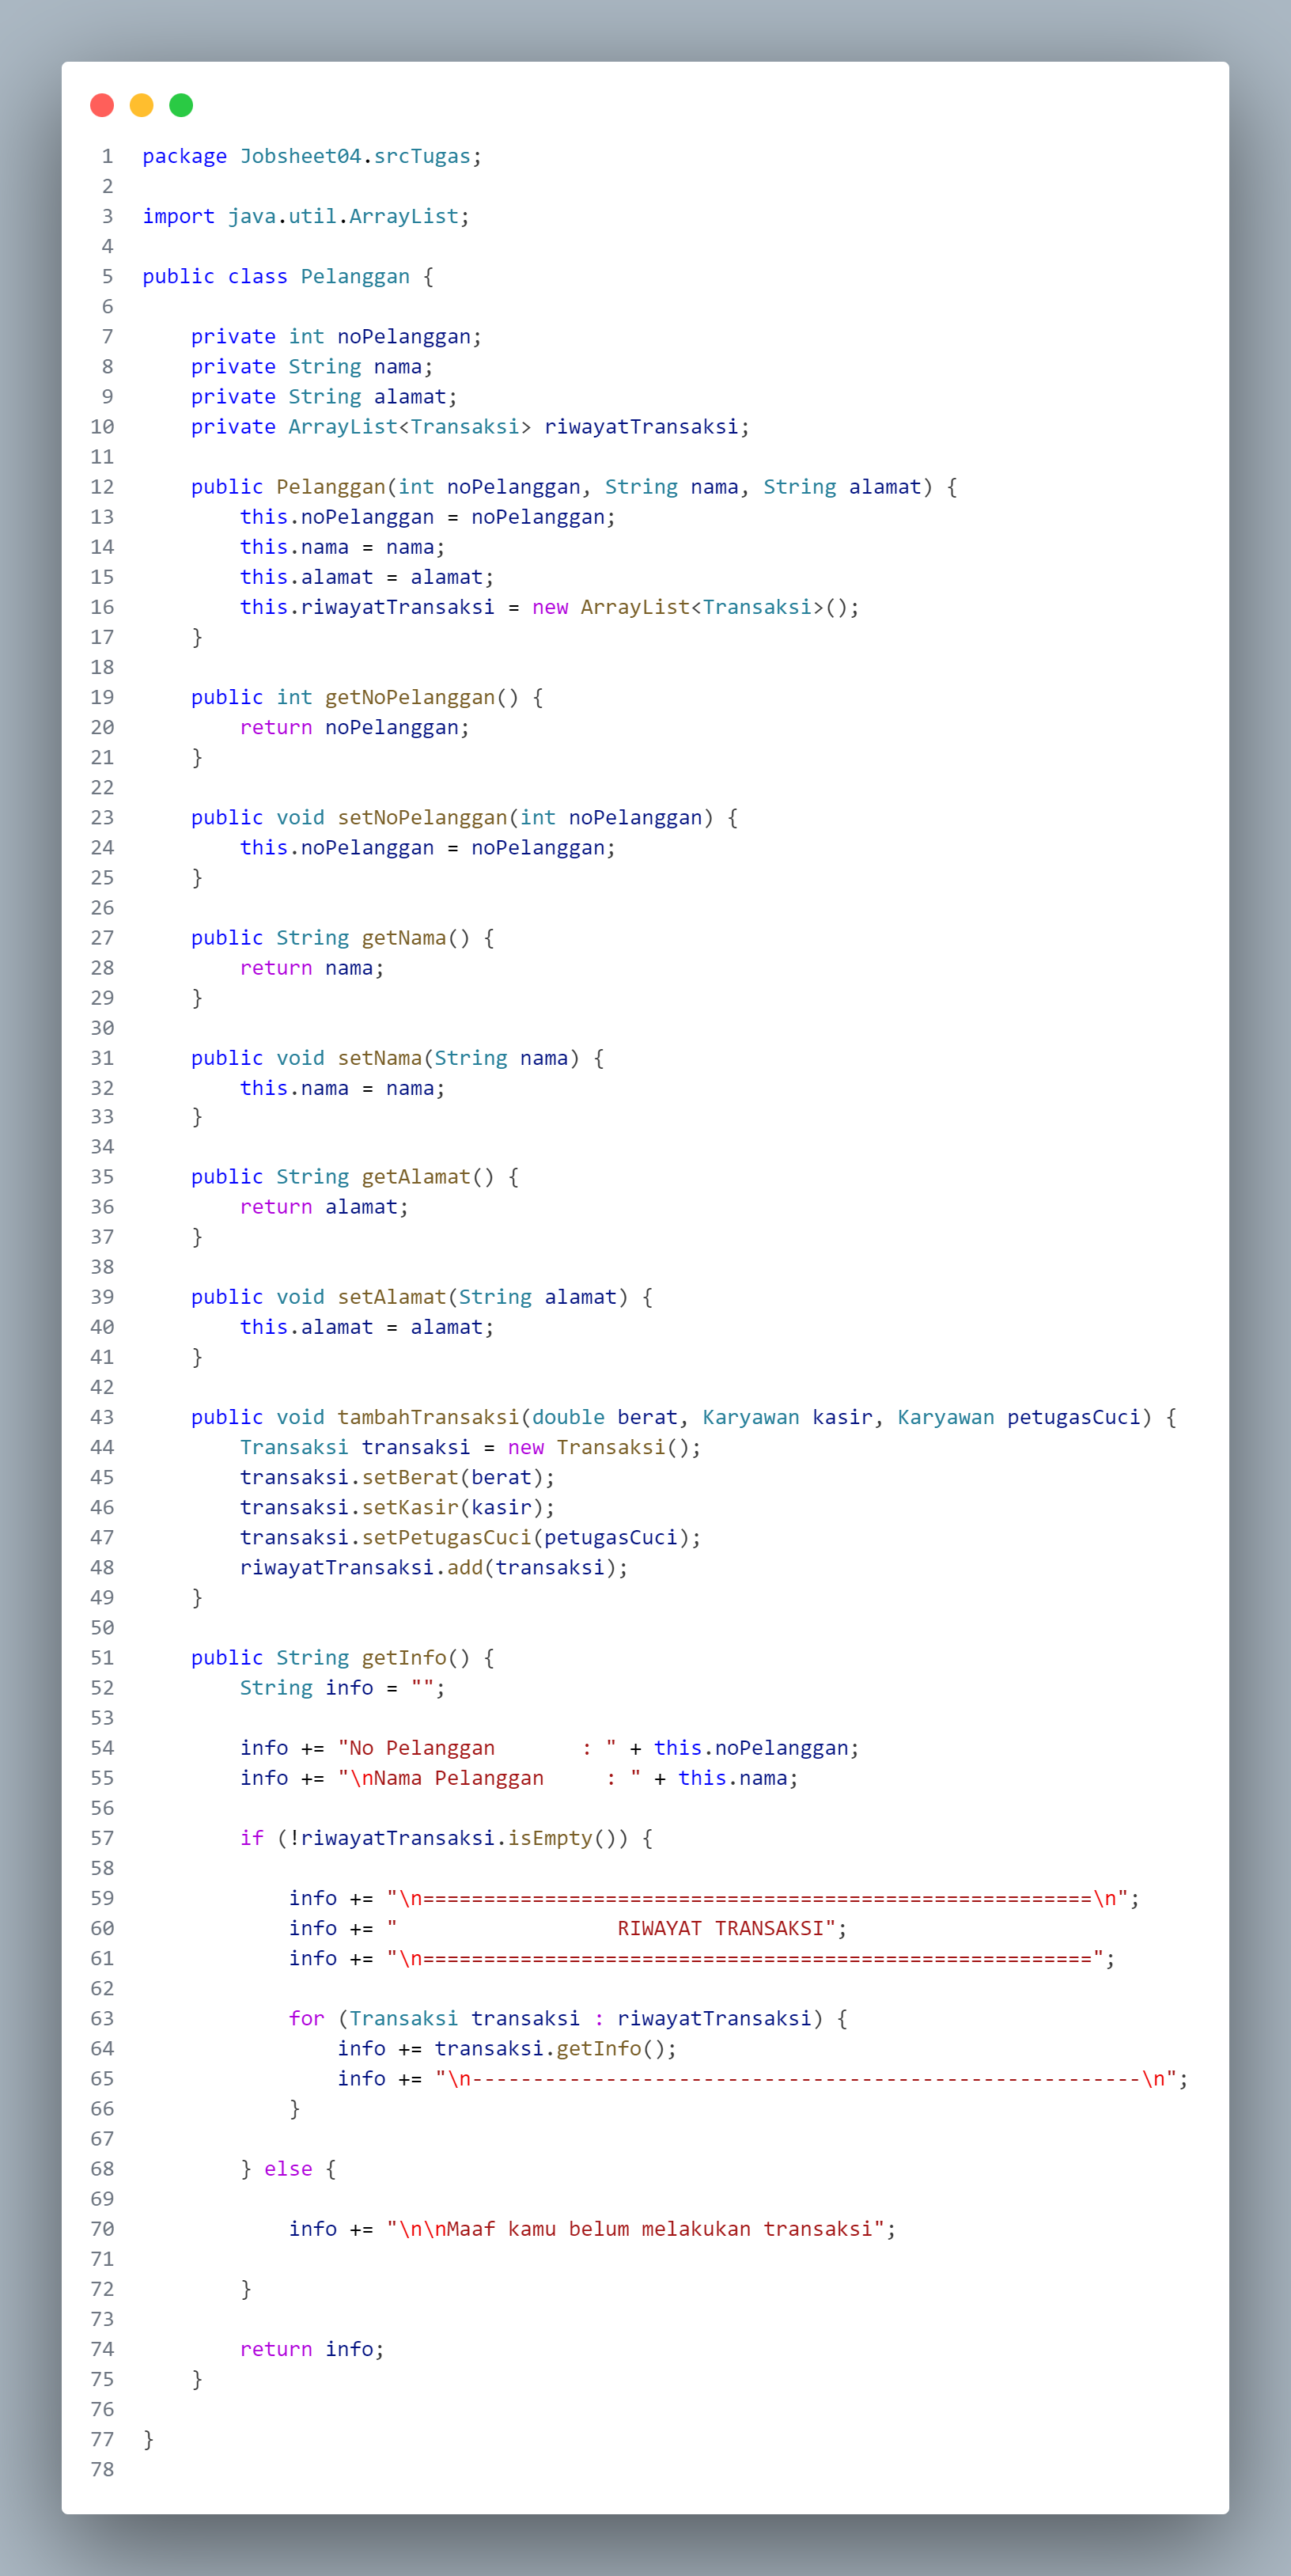 1 package Jobsheet04.srcTugas;
2
3 import java.util.ArrayList;
4
5 public class Pelanggan {
6
7     private int noPelanggan;
8     private String nama;
9     private String alamat;
10     private ArrayList<Transaksi> riwayatTransaksi;
11
12     public Pelanggan(int noPelanggan, String nama, String alamat) {
13         this.noPelanggan = noPelanggan;
14         this.nama = nama;
15         this.alamat = alamat;
16         this.riwayatTransaksi = new ArrayList<Transaksi>();
17     }
18
19     public int getNoPelanggan() {
20         return noPelanggan;
21     }
22
23     public void setNoPelanggan(int noPelanggan) {
24         this.noPelanggan = noPelanggan;
25     }
26
27     public String getNama() {
28         return nama;
29     }
30
31     public void setNama(String nama) {
32         this.nama = nama;
33     }
34
35     public String getAlamat() {
36         return alamat;
37     }
38
39     public void setAlamat(String alamat) {
40         this.alamat = alamat;
41     }
42
43     public void tambahTransaksi(double berat, Karyawan kasir, Karyawan petugasCuci) {
44         Transaksi transaksi = new Transaksi();
45         transaksi.setBerat(berat);
46         transaksi.setKasir(kasir);
47         transaksi.setPetugasCuci(petugasCuci);
48         riwayatTransaksi.add(transaksi);
49     }
50
51     public String getInfo() {
52         String info = "";
53
54         info += "No Pelanggan       : " + this.noPelanggan;
55         info += "\nNama Pelanggan     : " + this.nama;
56
57         if (!riwayatTransaksi.isEmpty()) {
58
59             info += "\n=======================================================\n";
60             info += "                  RIWAYAT TRANSAKSI";
61             info += "\n=======================================================";
62
63             for (Transaksi transaksi : riwayatTransaksi) {
64                 info += transaksi.getInfo();
65                 info += "\n-------------------------------------------------------\n";
66             }
67
68         } else {
69
70             info += "\n\nMaaf kamu belum melakukan transaksi";
71
72         }
73
74         return info;
75     }
76
77 }
78